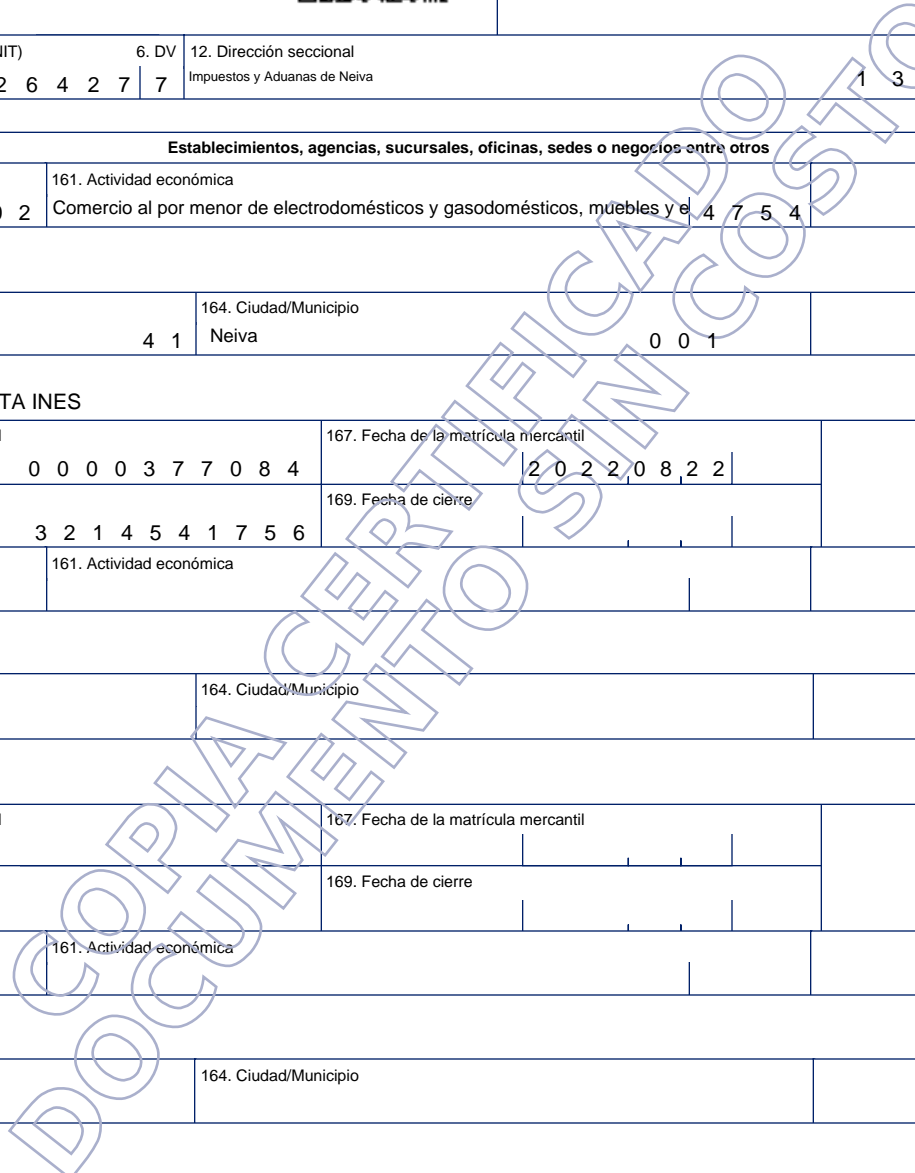 NIT) 6. DV 12. Dirección seccional
2 6 4 2 7 7 Impuestos y Aduanas de Neiva 1 3
Establecimientos, agencias, sucursales, oficinas, sedes o negocios entre otros
161. Actividad económica
0 2 Comercio al por menor de electrodomésticos y gasodomésticos, muebles y e 4 7 5 4
164. Ciudad/Municipio
4 1 Neiva 0 0 1
TA INES
167. Fecha de la matrícula mercantil
0 0 0 0 3 7 7 0 8 4 2 0 2 2 0 8 2 2
169. Fecha de cierre
3 2 1 4 5 4 1 7 5 6
161. Actividad económica
164. Ciudad/Municipio
167. Fecha de la matrícula mercantil
169. Fecha de cierre
161. Actividad económica
164. Ciudad/Municipio
COPIA CERTIFICADO
DOCUMENTO SIN COSTO